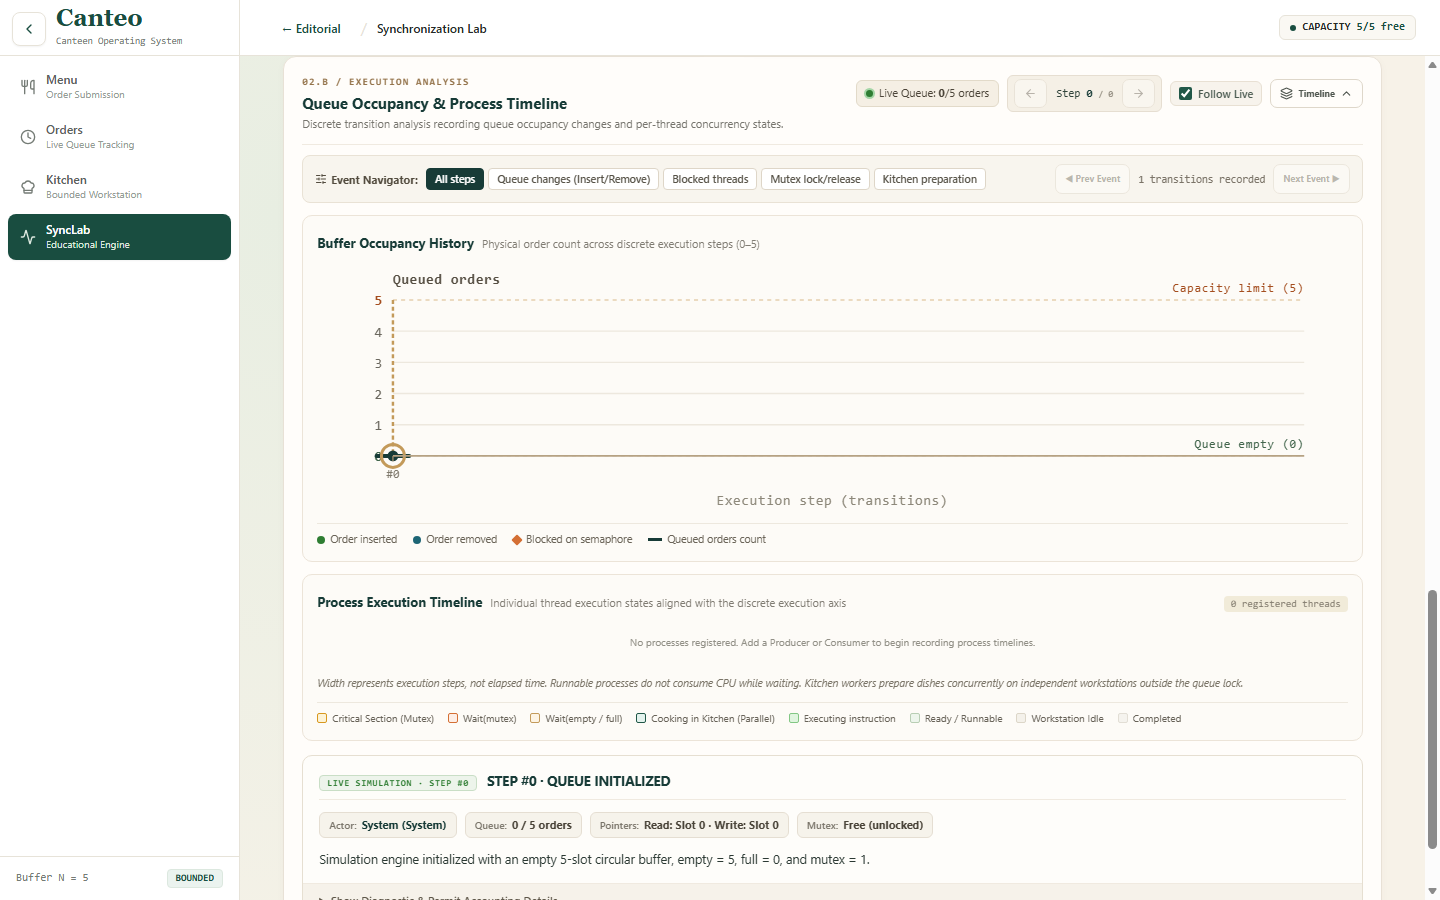 Canteo
Canteen Operating System
← Editorial / Synchronization Lab
CAPACITY 5/5 free
Menu
Order Submission
Orders
Live Queue Tracking
Kitchen
Bounded Workstation
SyncLab
Educational Engine
Buffer N = 5
BOUNDED
02.B / EXECUTION ANALYSIS
Queue Occupancy & Process Timeline
Discrete transition analysis recording queue occupancy changes and per-thread concurrency states.
Live Queue: 0/5 orders
← Step 0 / 0 →
Follow Live
Timeline
Event Navigator: All steps Queue changes (Insert/Remove) Blocked threads Mutex lock/release Kitchen preparation
◀ Prev Event 1 transitions recorded Next Event ▶
Buffer Occupancy History Physical order count across discrete execution steps (0–5)
Queued orders
Capacity limit (5)
5
4
3
2
1
Queue empty (0)
0
#0
Execution step (transitions)
Order inserted Order removed Blocked on semaphore Queued orders count
Process Execution Timeline Individual thread execution states aligned with the discrete execution axis
0 registered threads
No processes registered. Add a Producer or Consumer to begin recording process timelines.
Width represents execution steps, not elapsed time. Runnable processes do not consume CPU while waiting. Kitchen workers prepare dishes concurrently on independent workstations outside the queue lock.
Critical Section (Mutex) Wait(mutex) Wait(empty / full) Cooking in Kitchen (Parallel) Executing instruction Ready / Runnable Workstation Idle Completed
LIVE SIMULATION · STEP #0 STEP #0 · QUEUE INITIALIZED
Actor: System (System) Queue: 0 / 5 orders Pointers: Read: Slot 0 · Write: Slot 0 Mutex: Free (unlocked)
Simulation engine initialized with an empty 5-slot circular buffer, empty = 5, full = 0, and mutex = 1.
Show Diagnostic & Permit Accounting Details